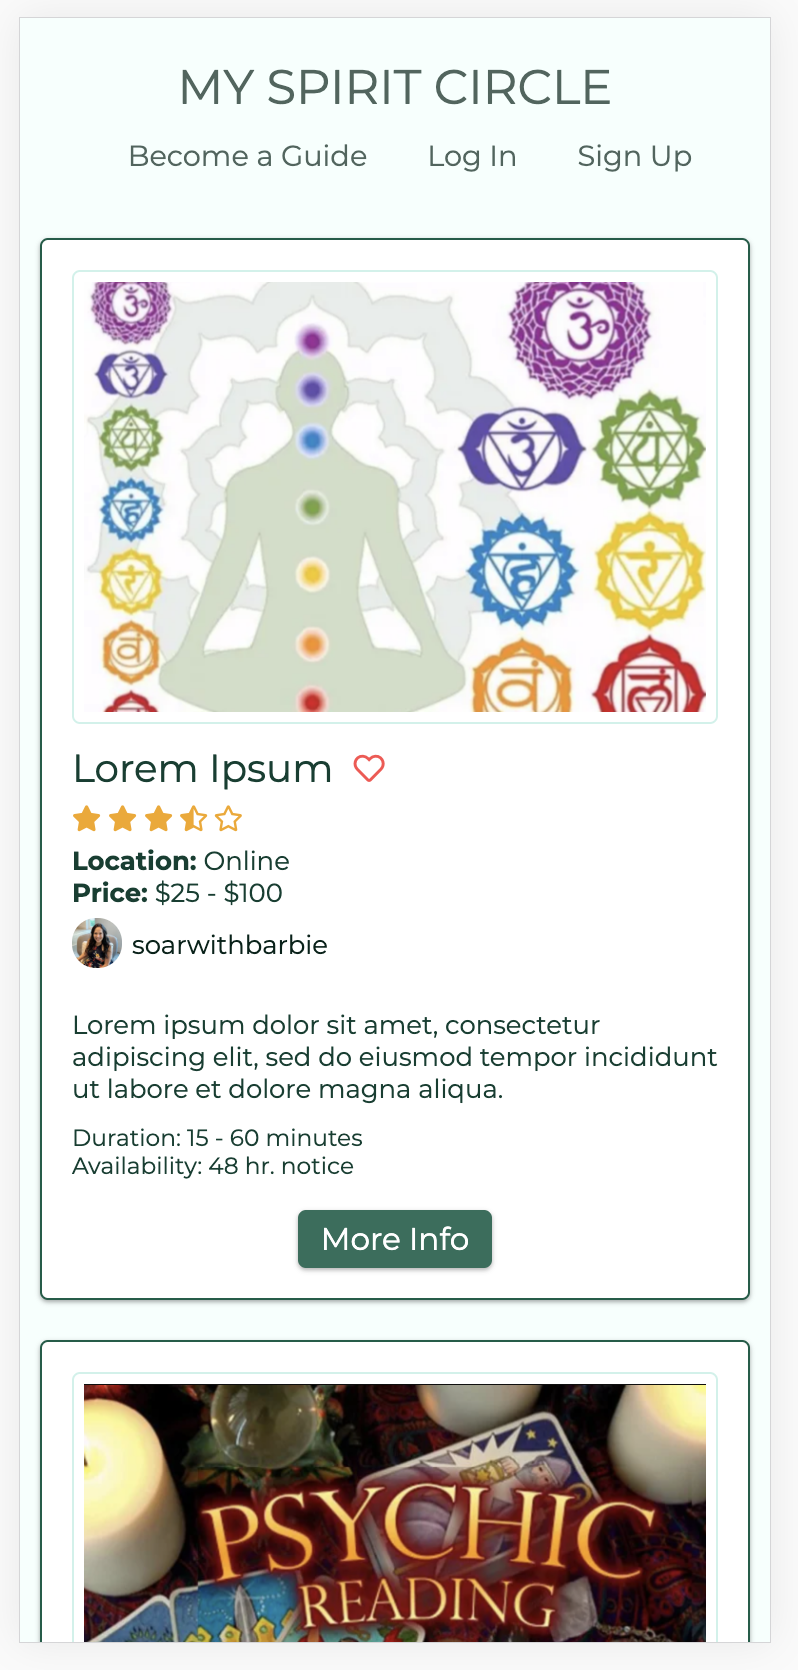 MY SPIRIT CIRCLE
Become a Guide Log In Sign Up
ॐ
ॐ
ॐ
ॐ
यं
यं
हं
हं
रं
रं
वं
वं
लं
Lorem Ipsum
Location: Online
Price: $25 - $100
soarwithbarbie
Lorem ipsum dolor sit amet, consectetur
adipiscing elit, sed do eiusmod tempor incididunt
ut labore et dolore magna aliqua.
Duration: 15 - 60 minutes
Availability: 48 hr. notice
More Info
PSYCHIC
READING